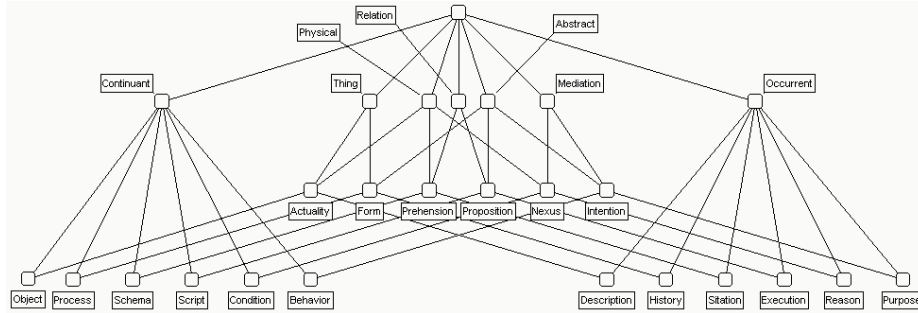 Relation
Abstract
Physical
Continuant
Thing
Mediation
Occurrent
Actuality
Form
Prehension
Proposition
Nexus
Intention
Object
Process
Schema
Script
Condition
Behavior
Description
History
Sitation
Execution
Reason
Purpose